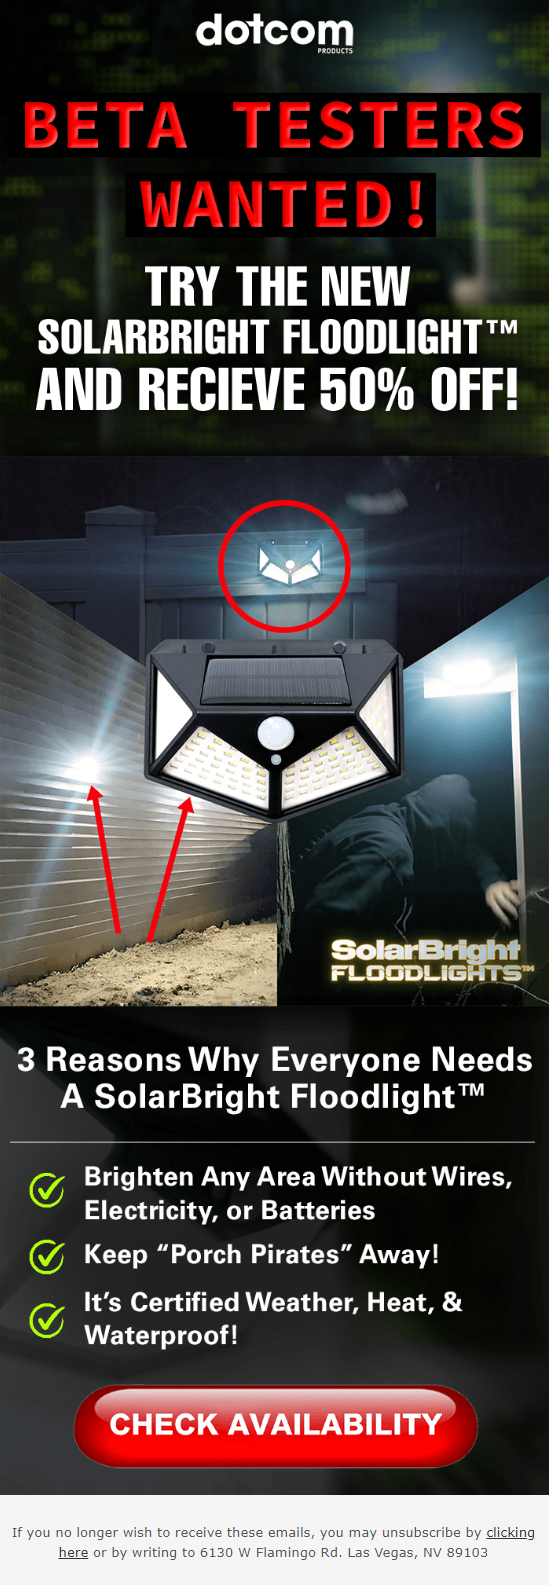 dotcom
PRODUCTS
BETA TESTERS
WANTED!
TRY THE NEW
SOLARBRIGHT FLOODLIGHT™
AND RECIEVE 50% OFF!
SolarBright
FLOODLIGHTS™
3 Reasons Why Everyone Needs
A SolarBright Floodlight™
Brighten Any Area Without Wires,
Electricity, or Batteries
Keep “Porch Pirates” Away!
It’s Certified Weather, Heat, &
Waterproof!
CHECK AVAILABILITY
If you no longer wish to receive these emails, you may unsubscribe by clicking
here or by writing to 6130 W Flamingo Rd. Las Vegas, NV 89103